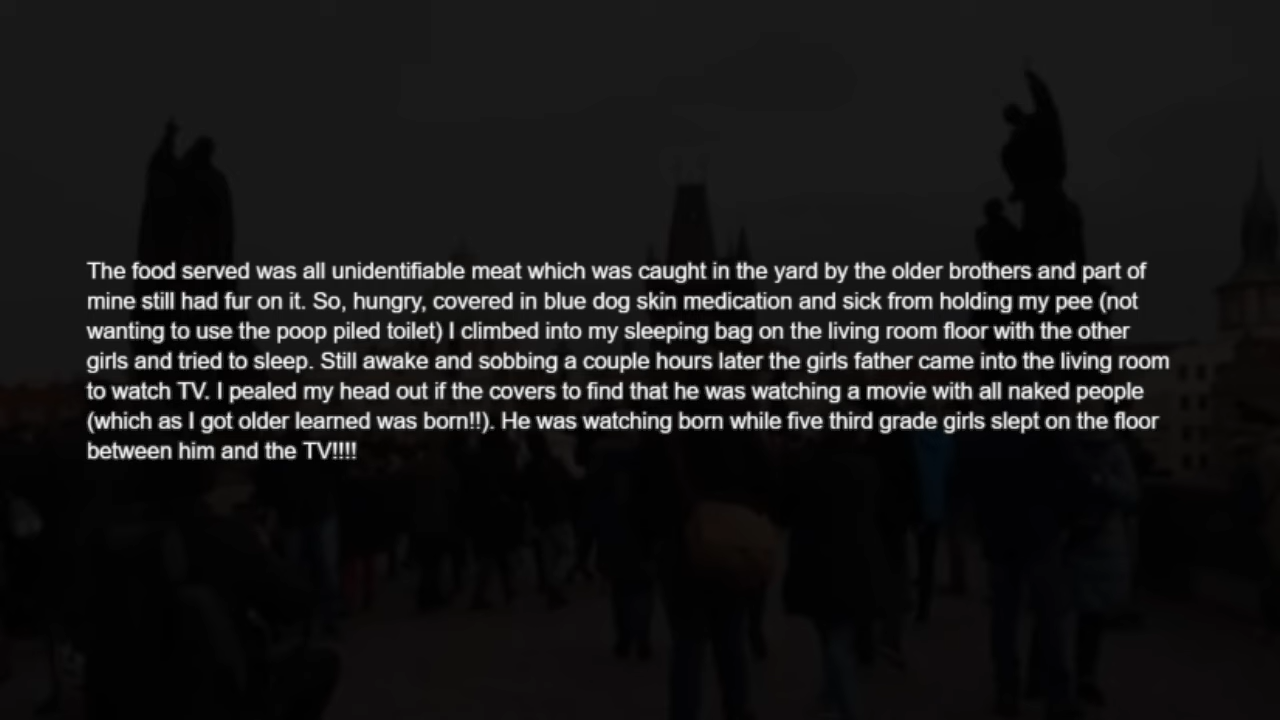 The food served was all unidentifiable meat which was caught in the yard by the older brothers and part of
mine still had fur on it. So, hungry, covered in blue dog skin medication and sick from holding my pee (not
wanting to use the poop piled toilet) I climbed into my sleeping bag on the living room floor with the other
girls and tried to sleep. Still awake and sobbing a couple hours later the girls father came into the living room
to watch TV. I pealed my head out if the covers to find that he was watching a movie with all naked people
(which as I got older learned was born!!). He was watching born while five third grade girls slept on the floor
between him and the TV!!!!